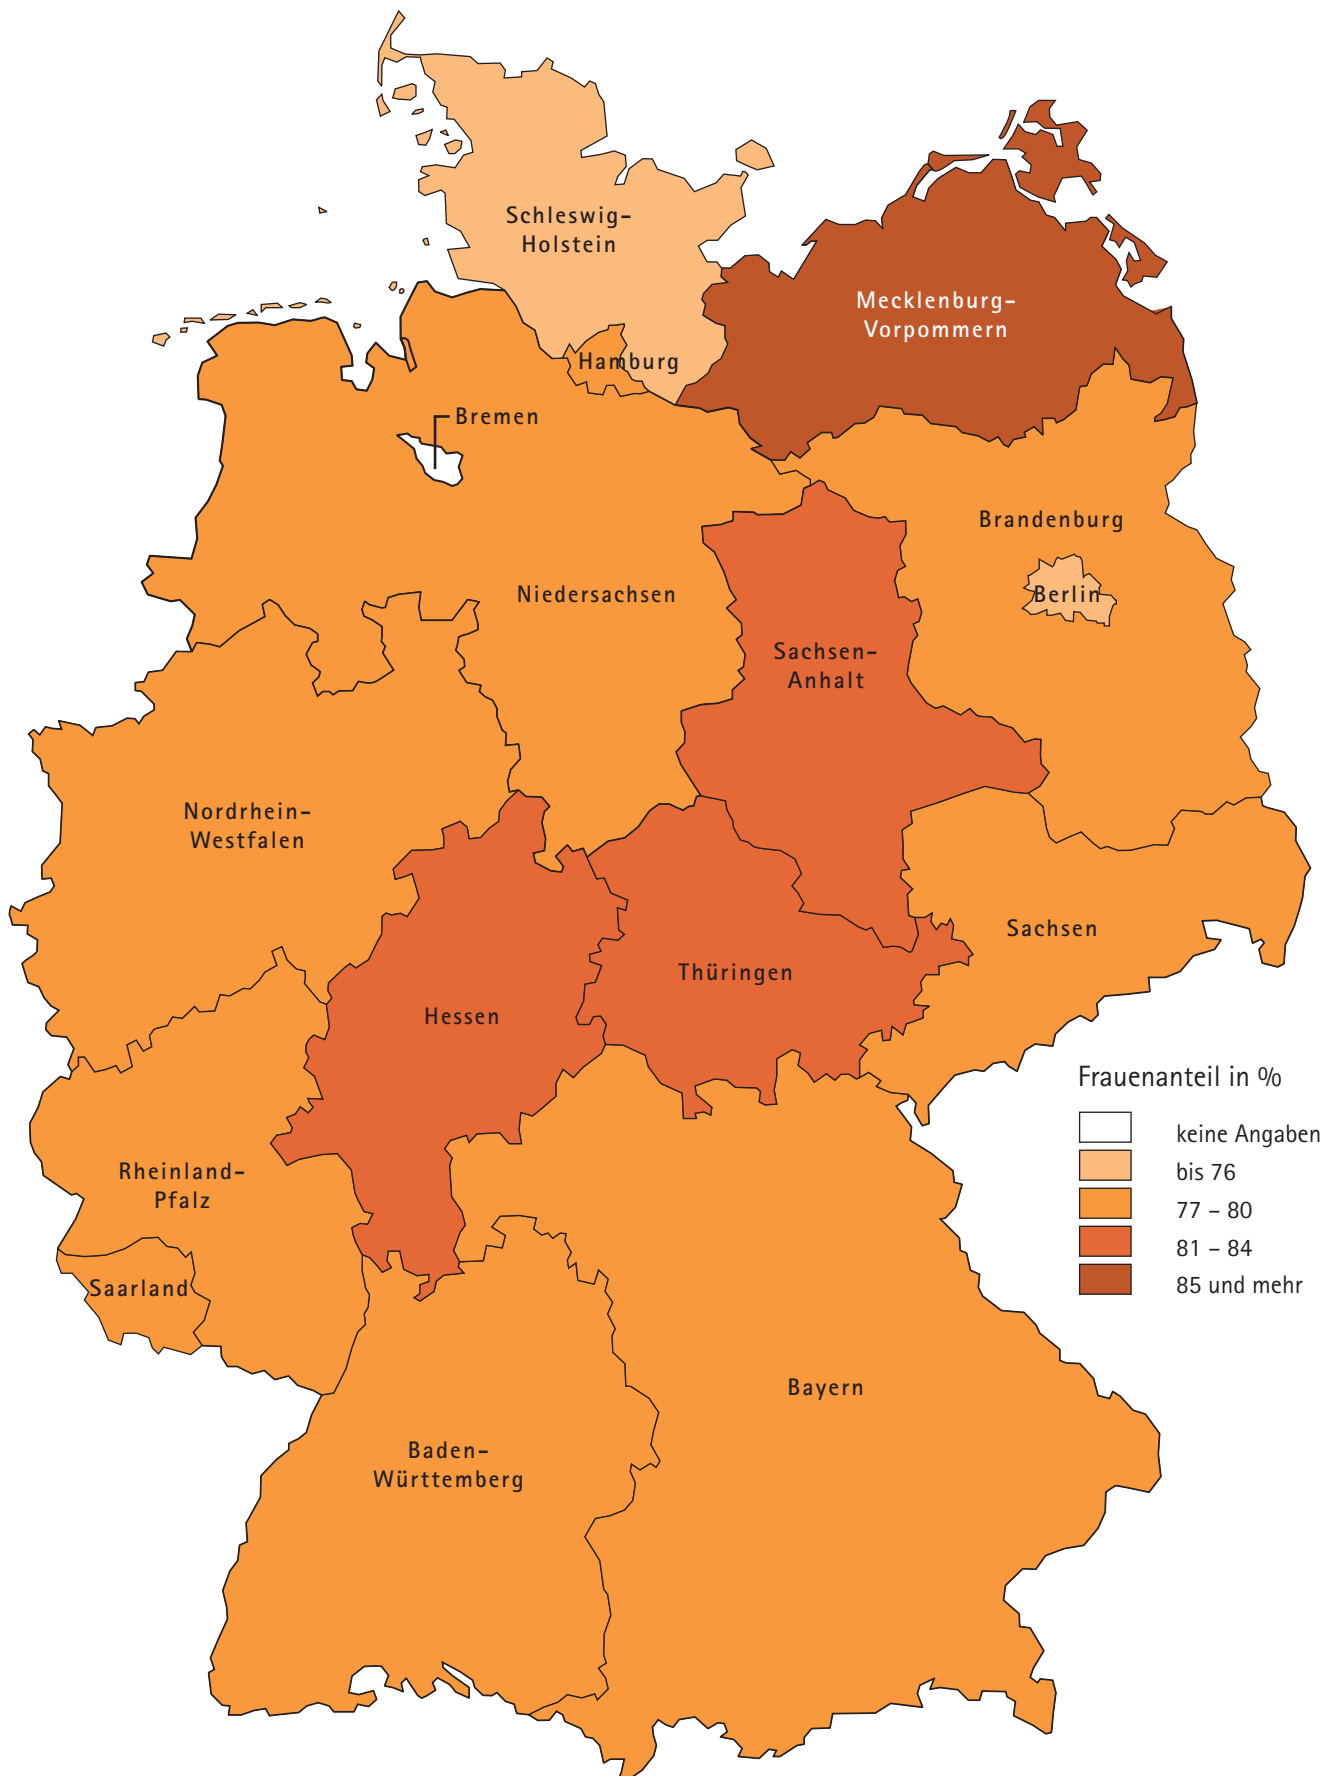 Schleswig-
Holstein
Mecklenburg-
Vorpommern
Hamburg
Bremen
Brandenburg
Berlin
Niedersachsen
Sachsen-
Anhalt
Nordrhein-
Westfalen
Sachsen
Thüringen
Hessen
Rheinland-
Pfalz
Saarland
Bayern
Baden-
Württemberg
Frauenanteil in %
keine Angaben
bis 76
77 – 80
81 – 84
85 und mehr